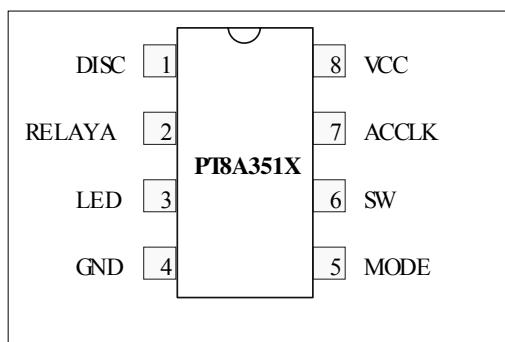 DISC 1 8 VCC
RELAYA 2 7 ACCLK
PT8A351X
LED 3 6 SW
GND 4 5 MODE